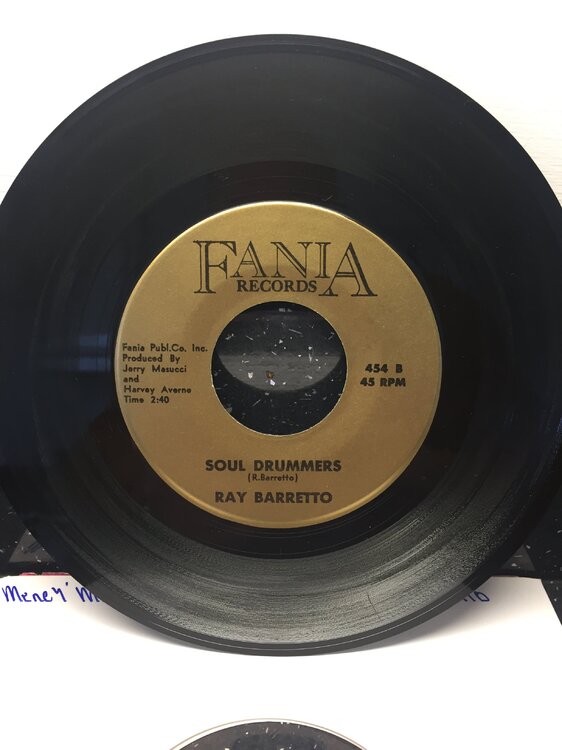 FANIA
RECORDS
Fania Publ.Co. Inc.
Produced By
Jerry Masucci
and
Harvey Averne
Time 2:40
454 B
45 RPM
SOUL DRUMMERS
(R.Barretto)
RAY BARRETTO